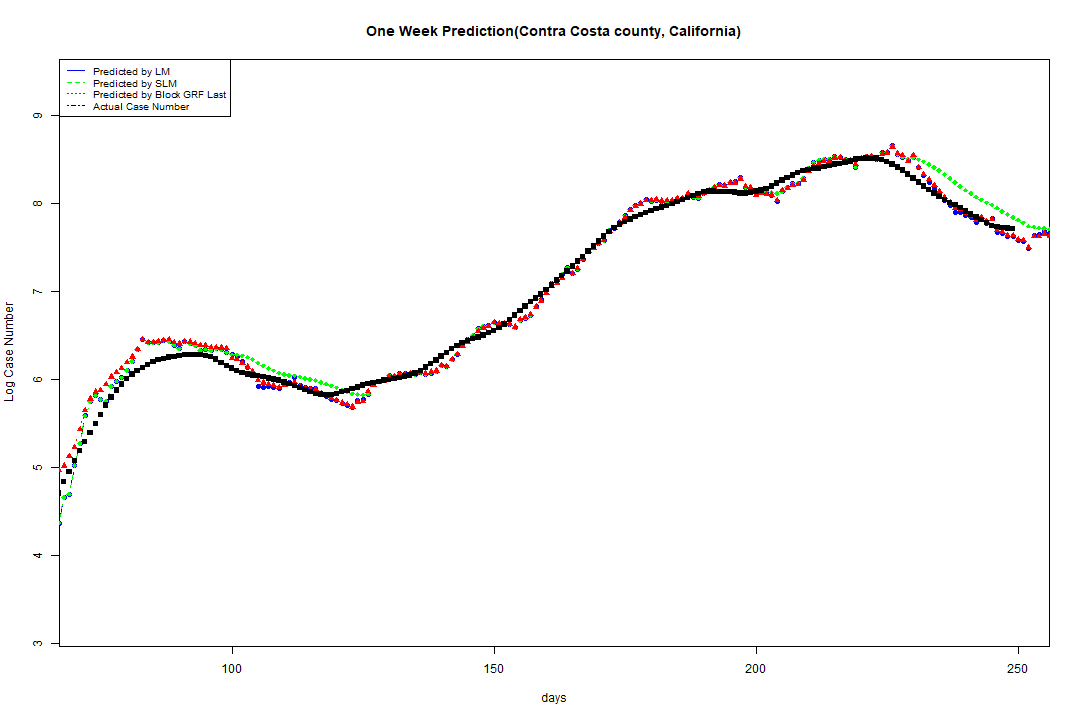 One Week Prediction(Contra Costa county, California)
Predicted by LM
Predicted by SLM
Predicted by Block GRF Last
Actual Case Number
Log Case Number
9
8
7
6
5
4
3
100 150 200 250
days